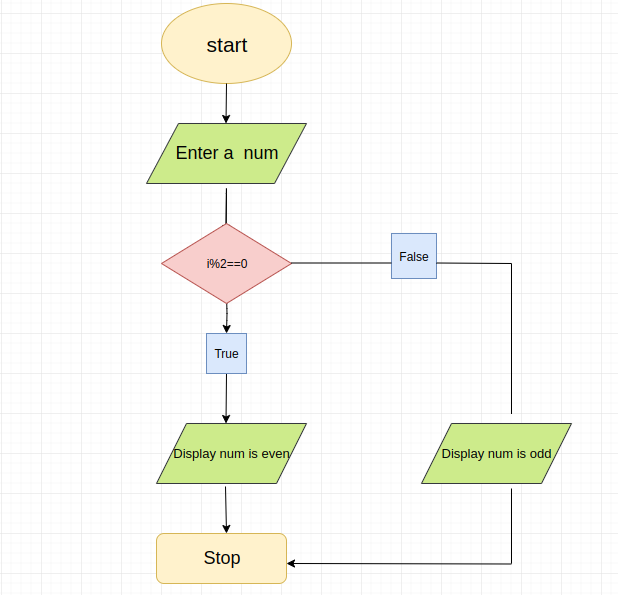 start
Enter a  num
i%2==0
False
True
Display num is even
Display num is odd
Stop